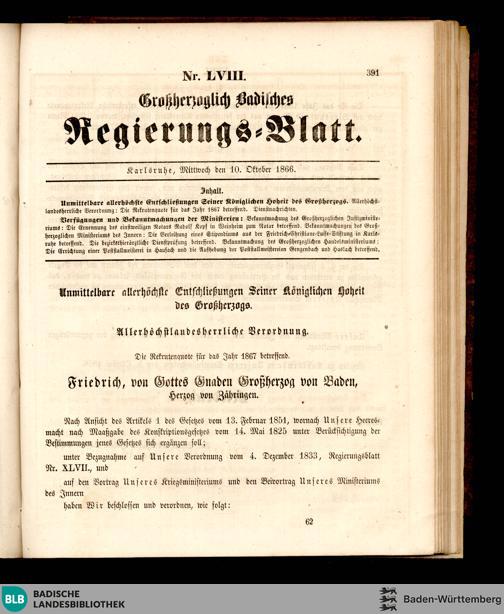 Nr. LVIII.
391
Großherzoglich Badisches
Regierungs-Blatt.
Karlsruhe, Mittwoch den 10. Oktober 1866.
Inhalt.
Unmittelbare allerhöchste Entschließungen Seiner Königlichen Hoheit des Großherzogs. Allerhöchst-
landesherrliche Verordnung: Die Rekrutenquote für das Jahr 1867 betreffend. Dienstnachrichten.
Verfügungen und Bekanntmachungen der Ministerien: Bekanntmachung des Großherzoglichen Justizministe-
riums: Die Ernennung des einstweiligen Notars Rudolf Kopf in Weinheim zum Notar betreffend. Bekanntmachungen des Groß-
herzoglichen Ministeriums des Innern: Die Verleihung eines Stipendiums aus der Friedrich-Christiane-Luise-Stiftung in Karls-
ruhe betreffend. Die bezirksthierärztliche Dienstprüfung betreffend. Bekanntmachung des Großherzoglichen Handelsministeriums:
Die Errichtung einer Poststallmeisterei in Hausach und die Aufhebung der Poststallmeistereien Gengenbach und Haslach betreffend.
Unmittelbare allerhöchste Entschließungen Seiner Königlichen Hoheit
des Großherzogs.
Allerhöchstlandesherrliche Verordnung.
Die Rekrutenquote für das Jahr 1867 betreffend.
Friedrich, von Gottes Gnaden Großherzog von Baden,
Herzog von Zähringen.
Nach Ansicht des Artikels 1 des Gesetzes vom 13. Februar 1851, wornach Unsere Heeres-
macht nach Maaßgabe des Konskriptionsgesetzes vom 14. Mai 1825 unter Berücksichtigung der
Bestimmungen jenes Gesetzes sich ergänzen soll;
unter Bezugnahme auf Unsere Verordnung vom 4. Dezember 1833, Regierungsblatt
Nr. XLVII., und
auf den Vortrag Unseres Kriegsministeriums und den Beivortrag Unseres Ministeriums
des Innern
haben Wir beschlossen und verordnen, wie folgt:
62
BLB
BADISCHE
LANDESBIBLIOTHEK
Baden-Württemberg